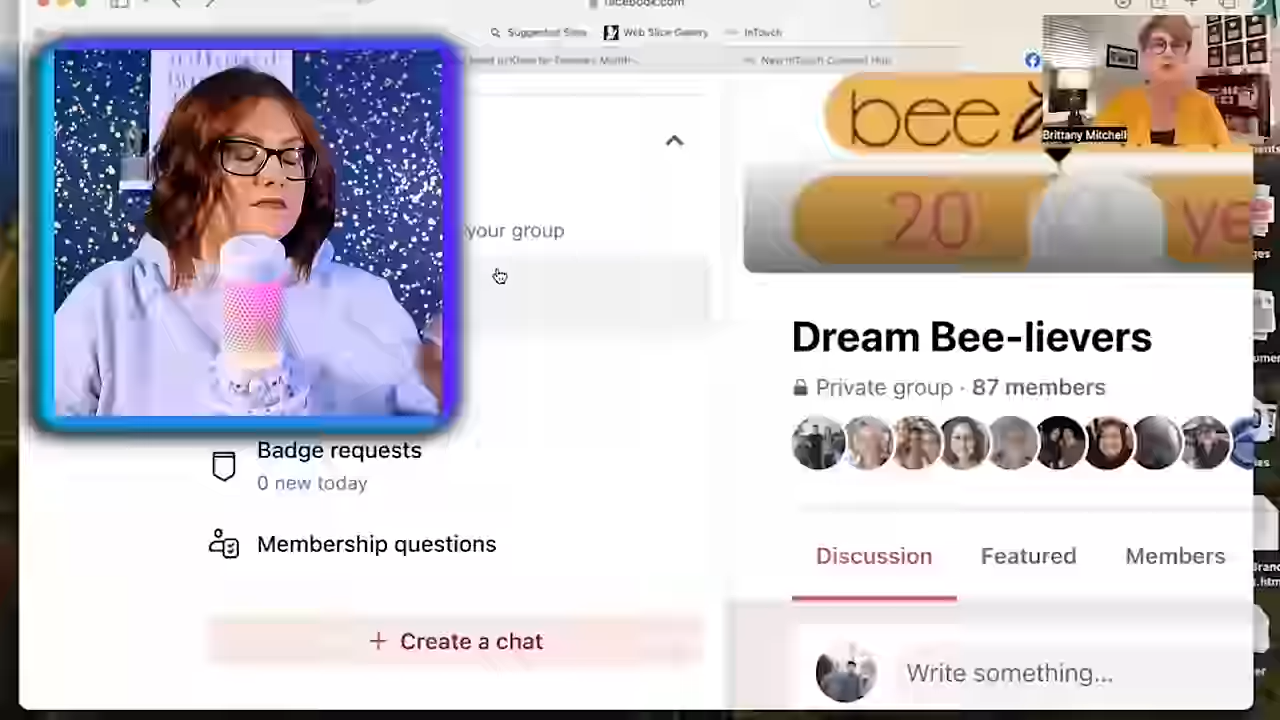 facebook.com
Suggested Sites
Web Slice Gallery
InTouch
New InTouch Connect Hub
bee
Brittany Mitchell
your group
20
ye
Dream Bee-lievers
Private group · 87 members
Badge requests
0 new today
Membership questions
Discussion
Featured
Members
+ Create a chat
Write something...